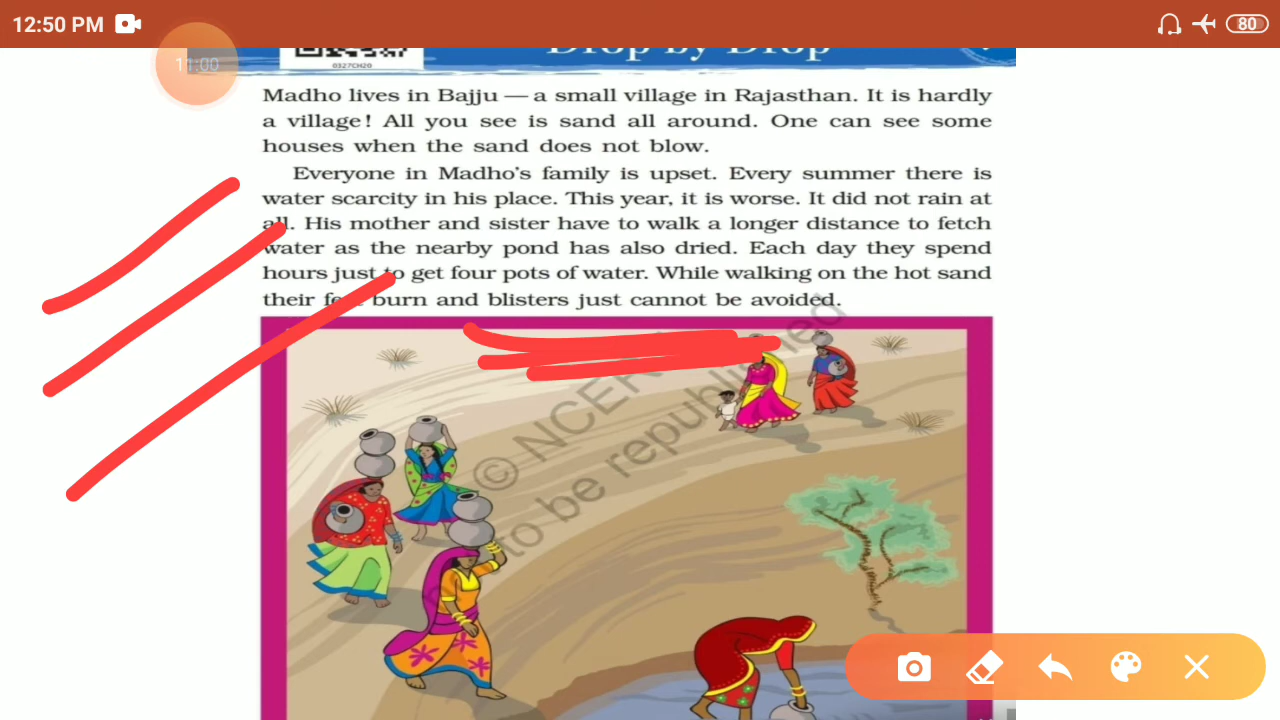 12:50 PM
80
11:00
0327CH20
Drop by Drop
Madho lives in Bajju — a small village in Rajasthan. It is hardly
a village! All you see is sand all around. One can see some
houses when the sand does not blow.
Everyone in Madho's family is upset. Every summer there is
water scarcity in his place. This year, it is worse. It did not rain at
all. His mother and sister have to walk a longer distance to fetch
water as the nearby pond has also dried. Each day they spend
hours just to get four pots of water. While walking on the hot sand
their feet burn and blisters just cannot be avoided.
© NCERT
to be republished